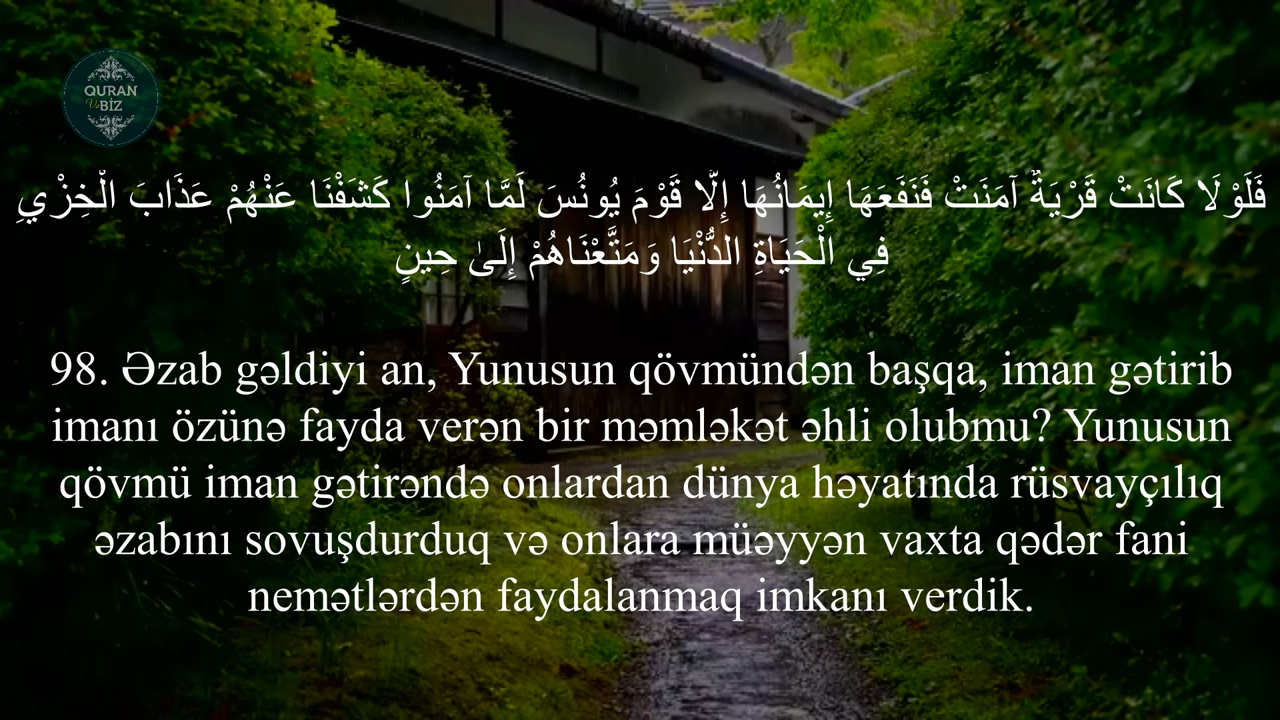 QURAN
Və BİZ
فَلَوْلَا كَانَتْ قَرْيَةٌ آمَنَتْ فَنَفَعَهَا إِيمَانُهَا إِلَّا قَوْمَ يُونُسَ لَمَّا آمَنُوا كَشَفْنَا عَنْهُمْ عَذَابَ الْخِزْيِ
فِي الْحَيَاةِ الدُّنْيَا وَمَتَّعْنَاهُمْ إِلَىٰ حِينٍ
98. Əzab gəldiyi an, Yunusun qövmündən başqa, iman gətirib
imanı özünə fayda verən bir məmləkət əhli olubmu? Yunusun
qövmü iman gətirəndə onlardan dünya həyatında rüsvayçılıq
əzabını sovuşdurduq və onlara müəyyən vaxta qədər fani
nemətlərdən faydalanmaq imkanı verdik.